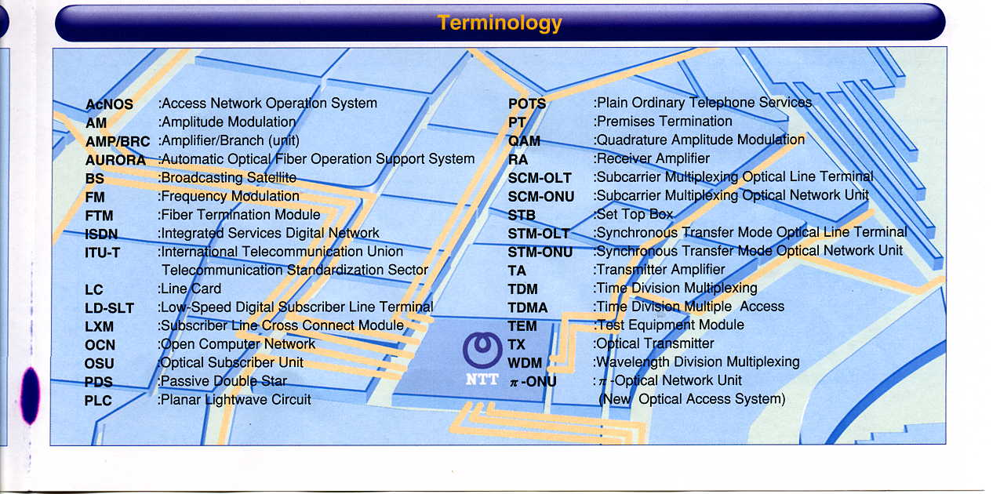 Terminology
AcNOS :Access Network Operation System
AM :Amplitude Modulation
AMP/BRC :Amplifier/Branch (unit)
AURORA :Automatic Optical Fiber Operation Support System
BS :Broadcasting Satellite
FM :Frequency Modulation
FTM :Fiber Termination Module
ISDN :Integrated Services Digital Network
ITU-T :International Telecommunication Union
Telecommunication Standardization Sector
LC :Line Card
LD-SLT :Low-Speed Digital Subscriber Line Terminal
LXM :Subscriber Line Cross Connect Module
OCN :Open Computer Network
OSU :Optical Subscriber Unit
PDS :Passive Double Star
PLC :Planar Lightwave Circuit
POTS :Plain Ordinary Telephone Services
PT :Premises Termination
QAM :Quadrature Amplitude Modulation
RA :Receiver Amplifier
SCM-OLT :Subcarrier Multiplexing Optical Line Terminal
SCM-ONU :Subcarrier Multiplexing Optical Network Unit
STB :Set Top Box
STM-OLT :Synchronous Transfer Mode Optical Line Terminal
STM-ONU :Synchronous Transfer Mode Optical Network Unit
TA :Transmitter Amplifier
TDM :Time Division Multiplexing
TDMA :Time Division Multiple Access
TEM :Test Equipment Module
TX :Optical Transmitter
WDM :Wavelength Division Multiplexing
π-ONU :π-Optical Network Unit
(New Optical Access System)
NTT